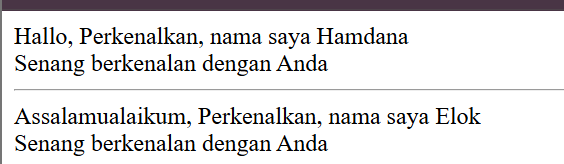 Hallo, Perkenalkan, nama saya Hamdana
Senang berkenalan dengan Anda
Assalamualaikum, Perkenalkan, nama saya Elok
Senang berkenalan dengan Anda